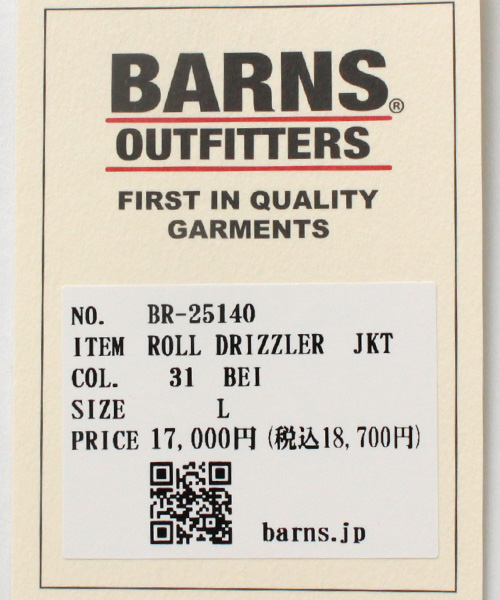 BARNS®
OUTFITTERS
FIRST IN QUALITY
GARMENTS
NO. BR-25140
ITEM ROLL DRIZZLER JKT
COL. 31 BEI
SIZE L
PRICE 17,000円(税込18,700円)
barns.jp